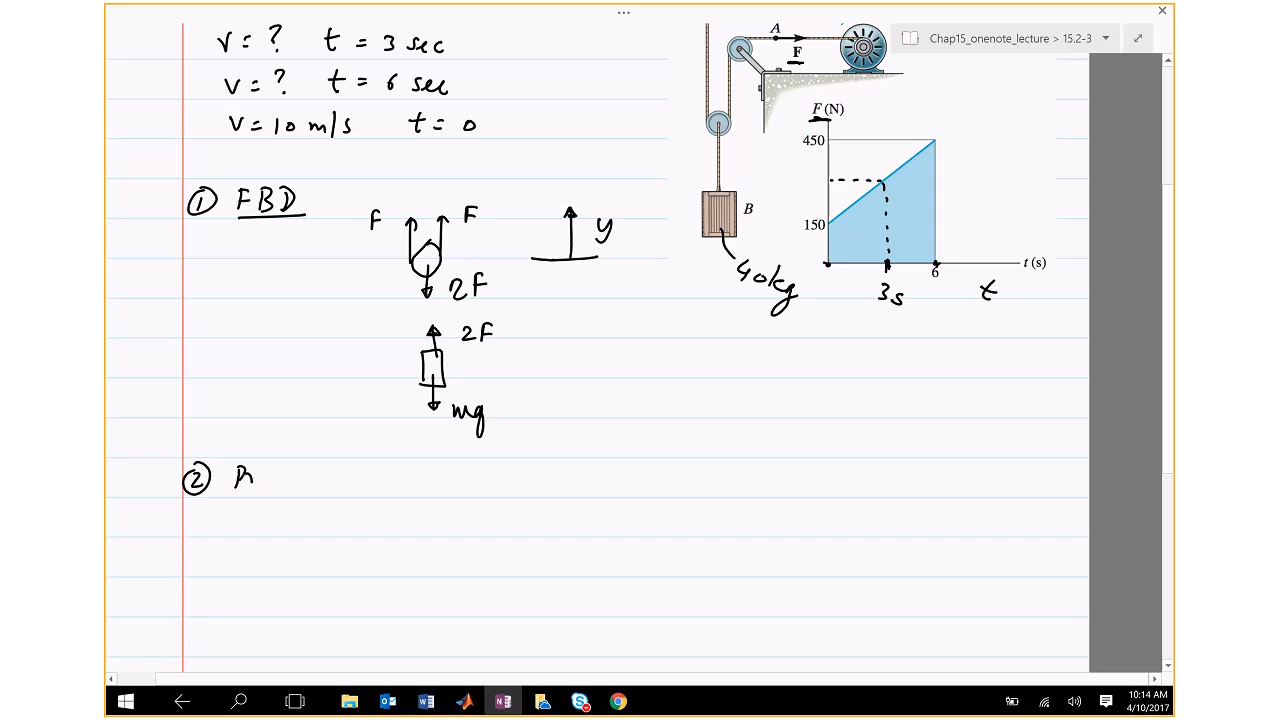 ...
Chap15_onenote_lecture > 15.2-3
v = ? t = 3 sec
v = ? t = 6 sec
v = 10 m/s t = 0
A
F
F (N)
450
150
B
40kg
3s
6
t (s)
t
① FBD
F F
y
2F
2F
mg
②
10:14 AM
4/10/2017